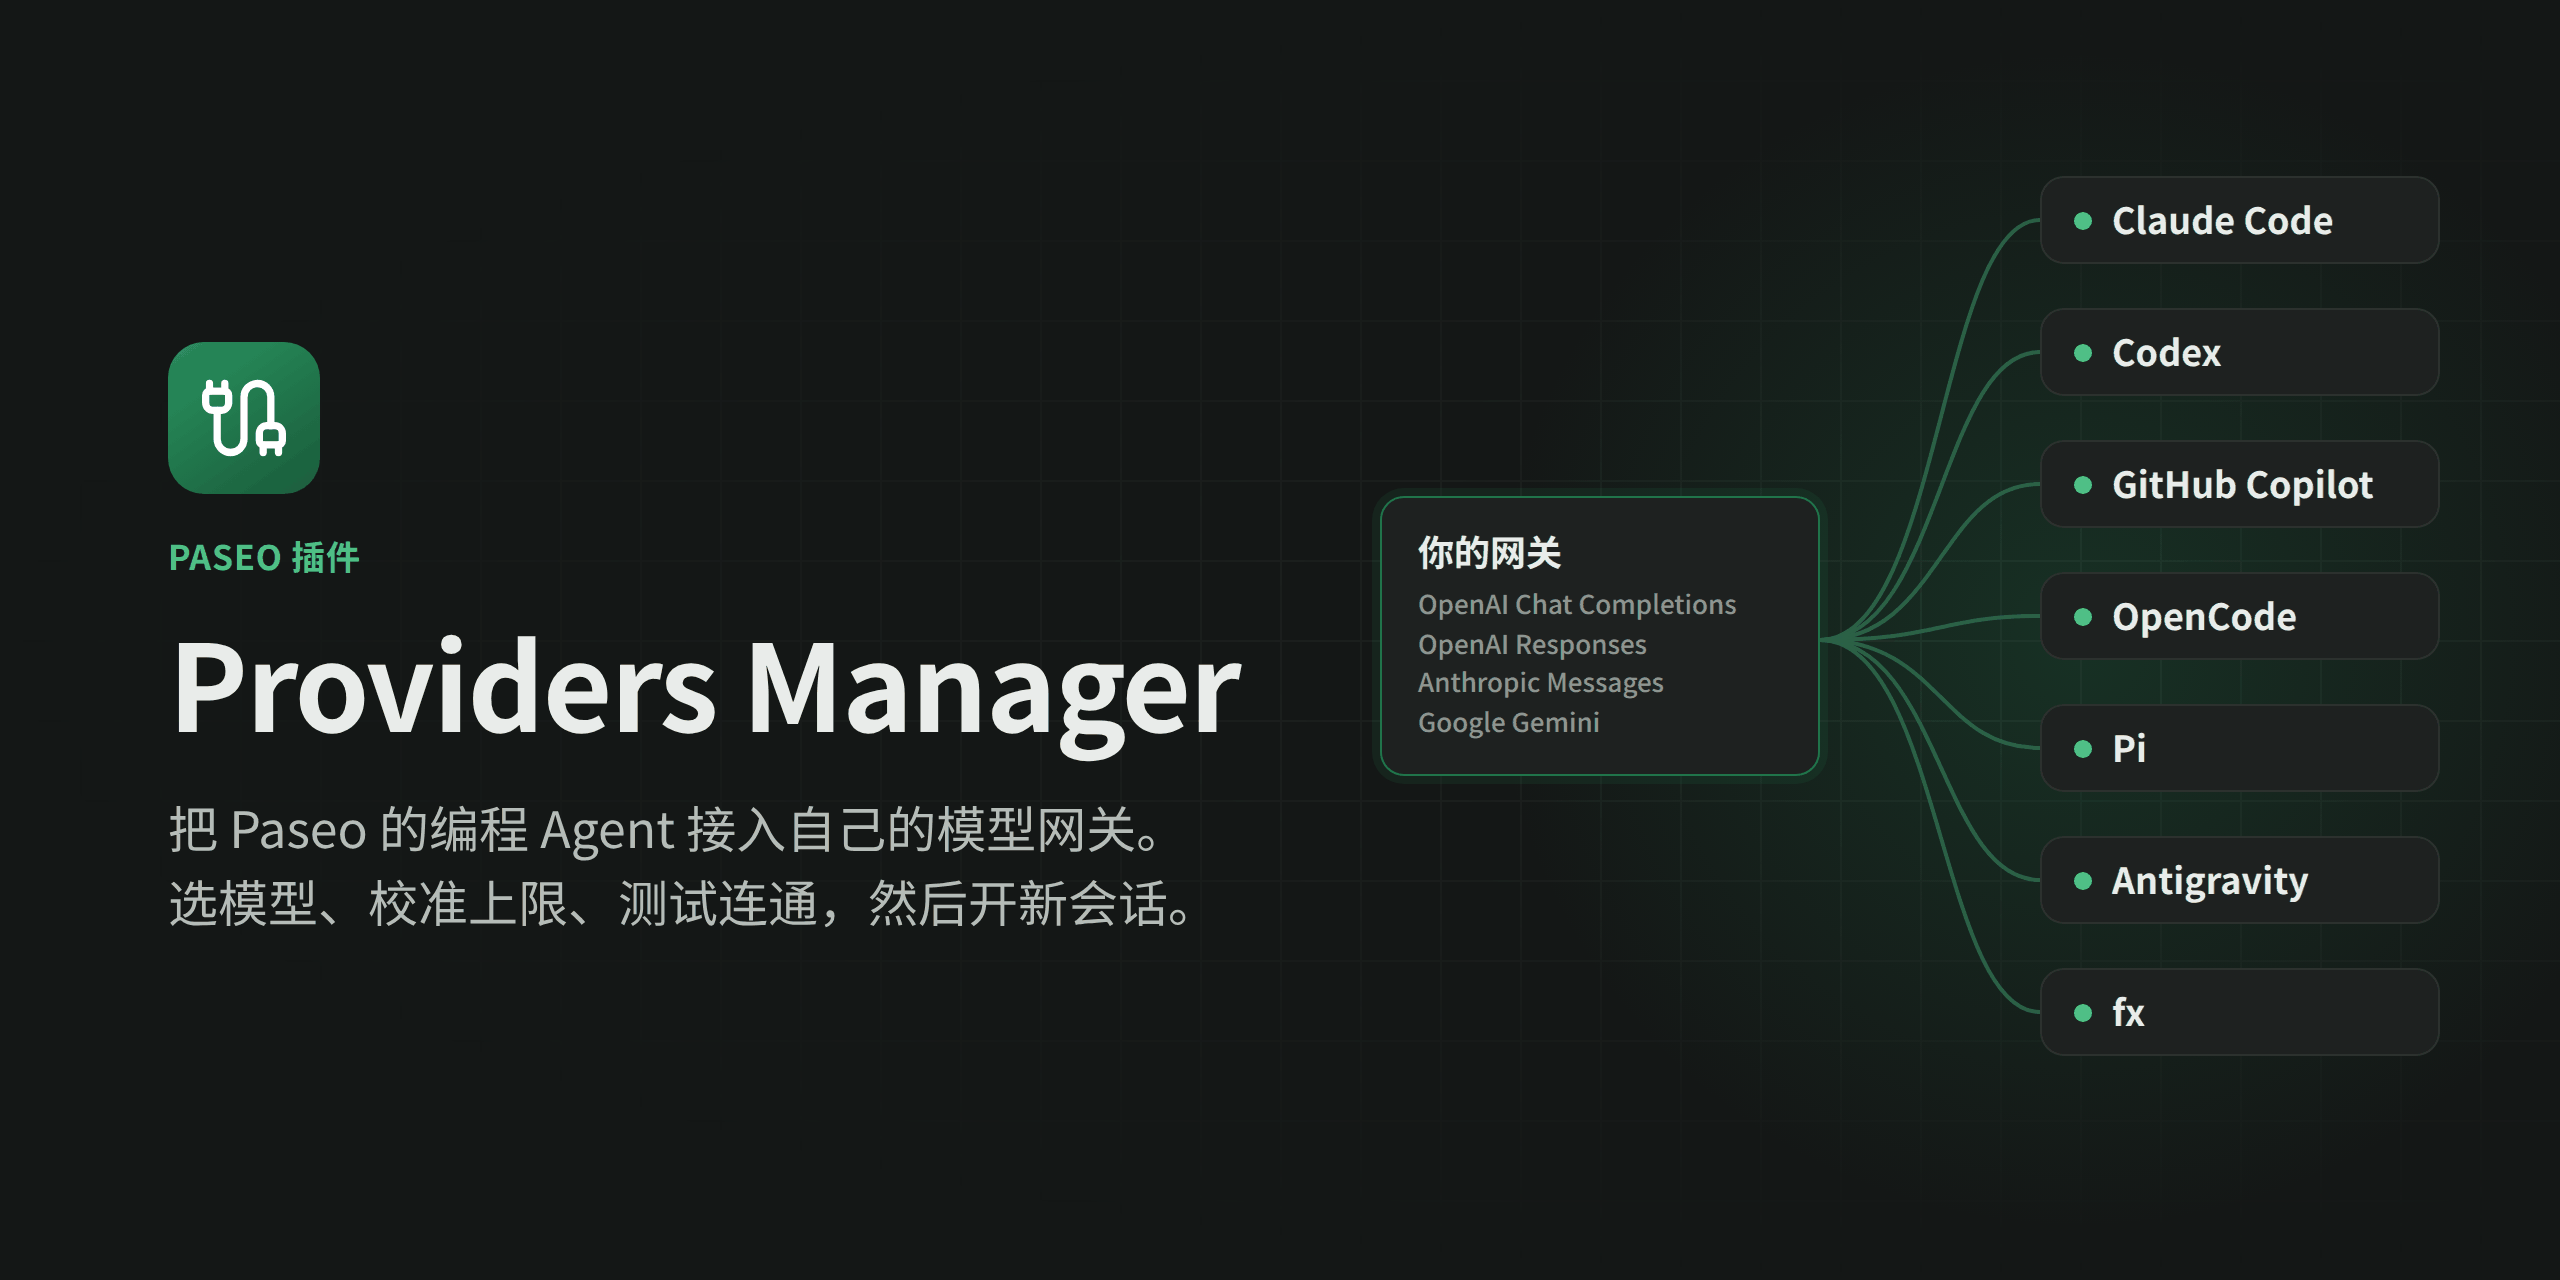 PASEO 插件
Providers Manager
把 Paseo 的编程 Agent 接入自己的模型网关。
选模型、校准上限、测试连通，然后开新会话。
你的网关
OpenAI Chat Completions
OpenAI Responses
Anthropic Messages
Google Gemini
Claude Code
Codex
GitHub Copilot
OpenCode
Pi
Antigravity
fx